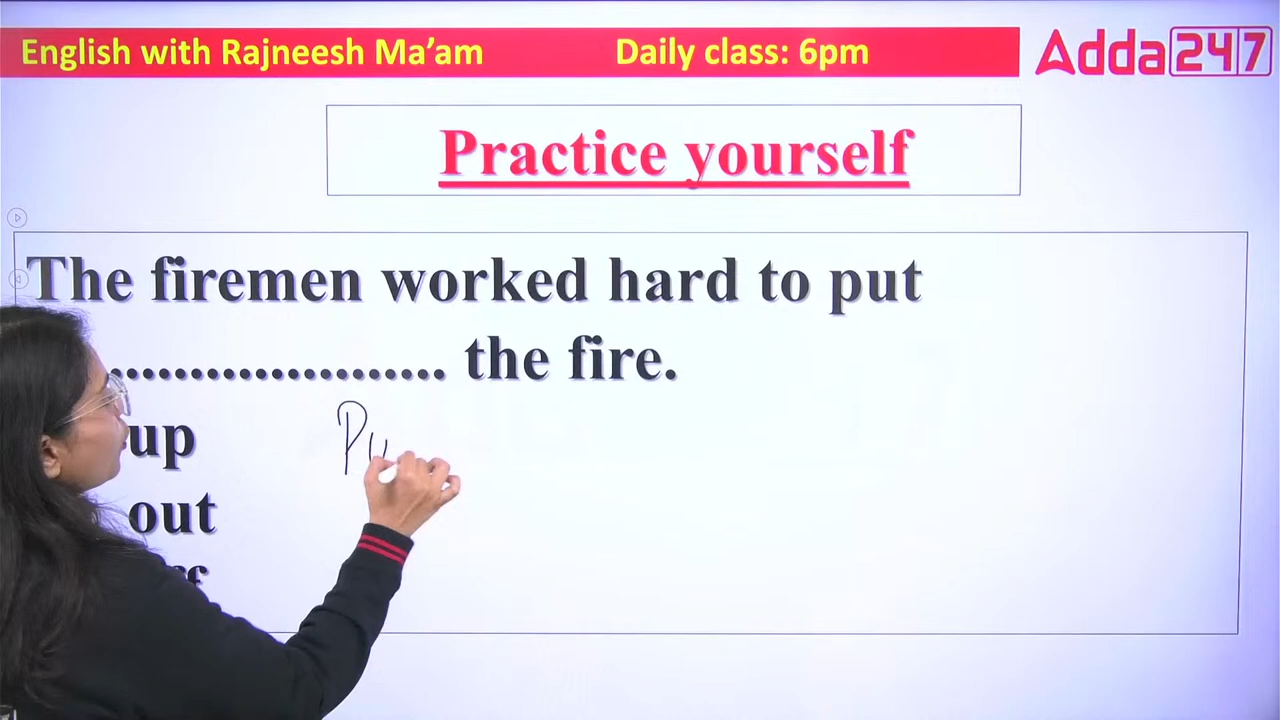 English with Rajneesh Ma’am Daily class: 6pm
Adda247
Practice yourself
The firemen worked hard to put
..................... the fire.
up
out
Pu